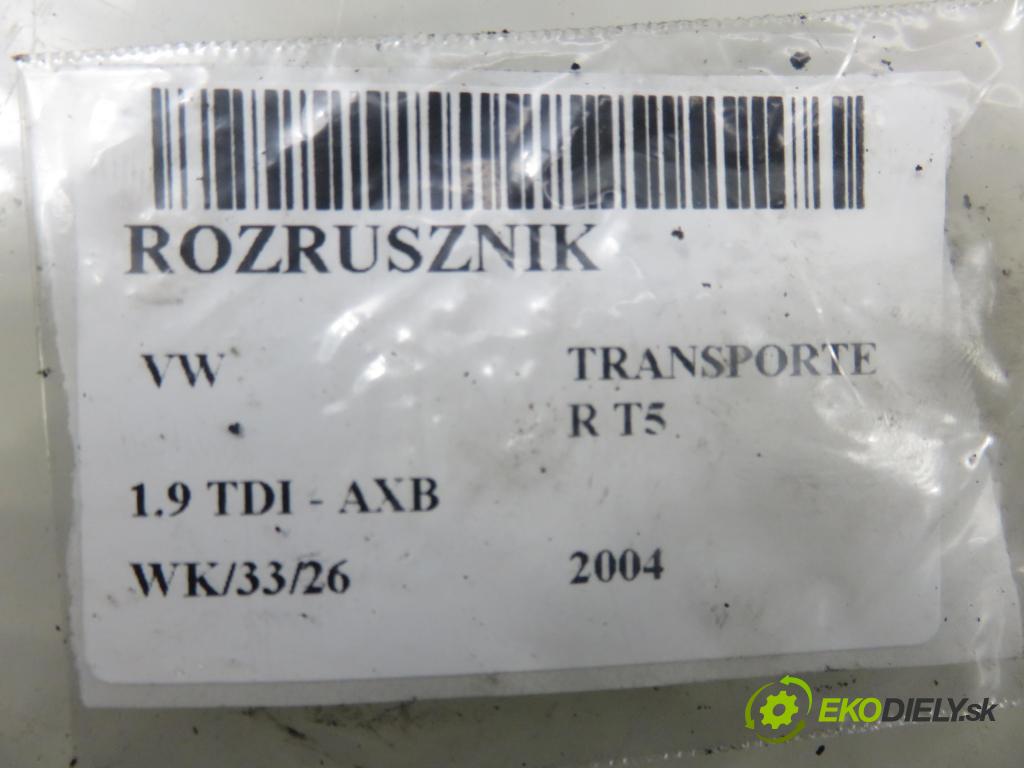 ROZRUSZNIK
VW
TRANSPORTE
R T5
1.9 TDI - AXB
WK/33/26
2004
EKODIELY.sk